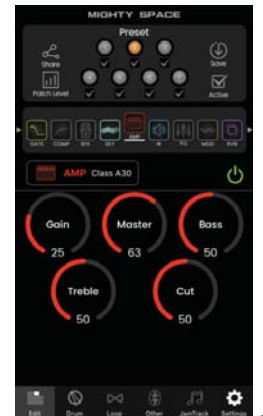 MIGHTY SPACE
Preset
Share
Save
Patch Level
Active
GATE COMP EFX DLY AMP IR EQ MOD RVB
AMP Class A30
Gain Master Bass
25 63 50
Treble Cut
50 50
Edit Drum Loop Other JamTrack Settings